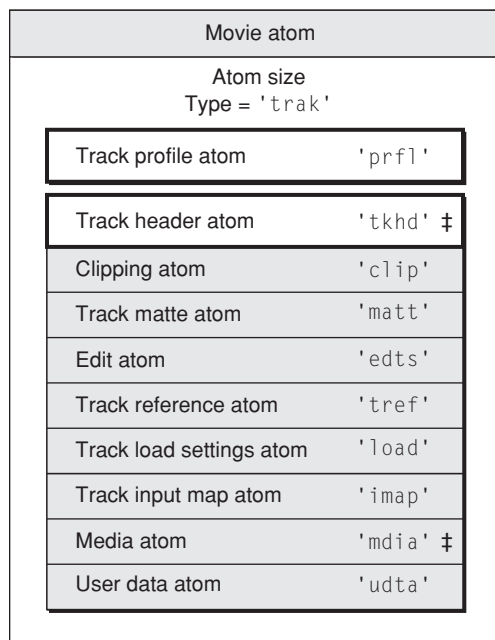 Movie atom
Atom size
Type = 'trak'
Track profile atom 'prfl'
Track header atom 'tkhd' ‡
Clipping atom 'clip'
Track matte atom 'matt'
Edit atom 'edts'
Track reference atom 'tref'
Track load settings atom 'load'
Track input map atom 'imap'
Media atom 'mdia' ‡
User data atom 'udta'